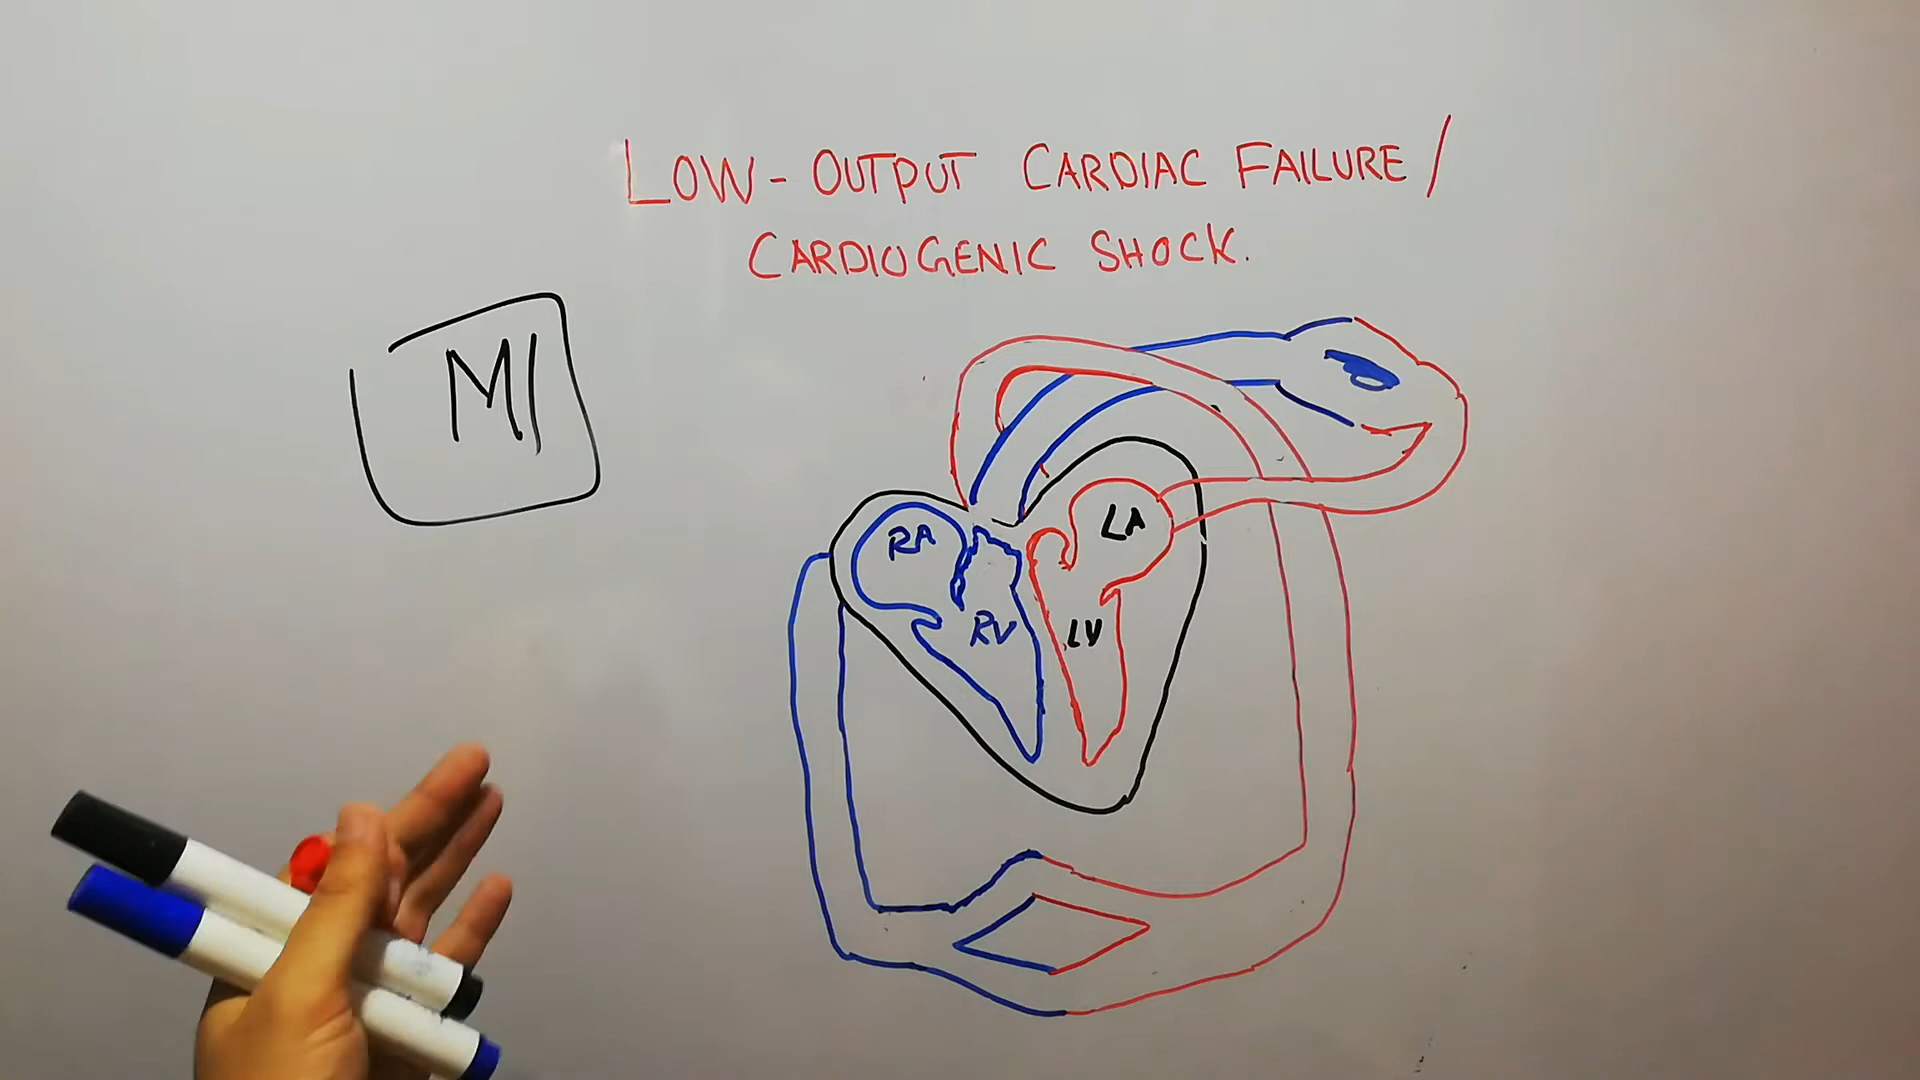 LOW-OUTPUT CARDIAC FAILURE/
CARDIOGENIC SHOCK.
MI
RA
LA
RV
LV